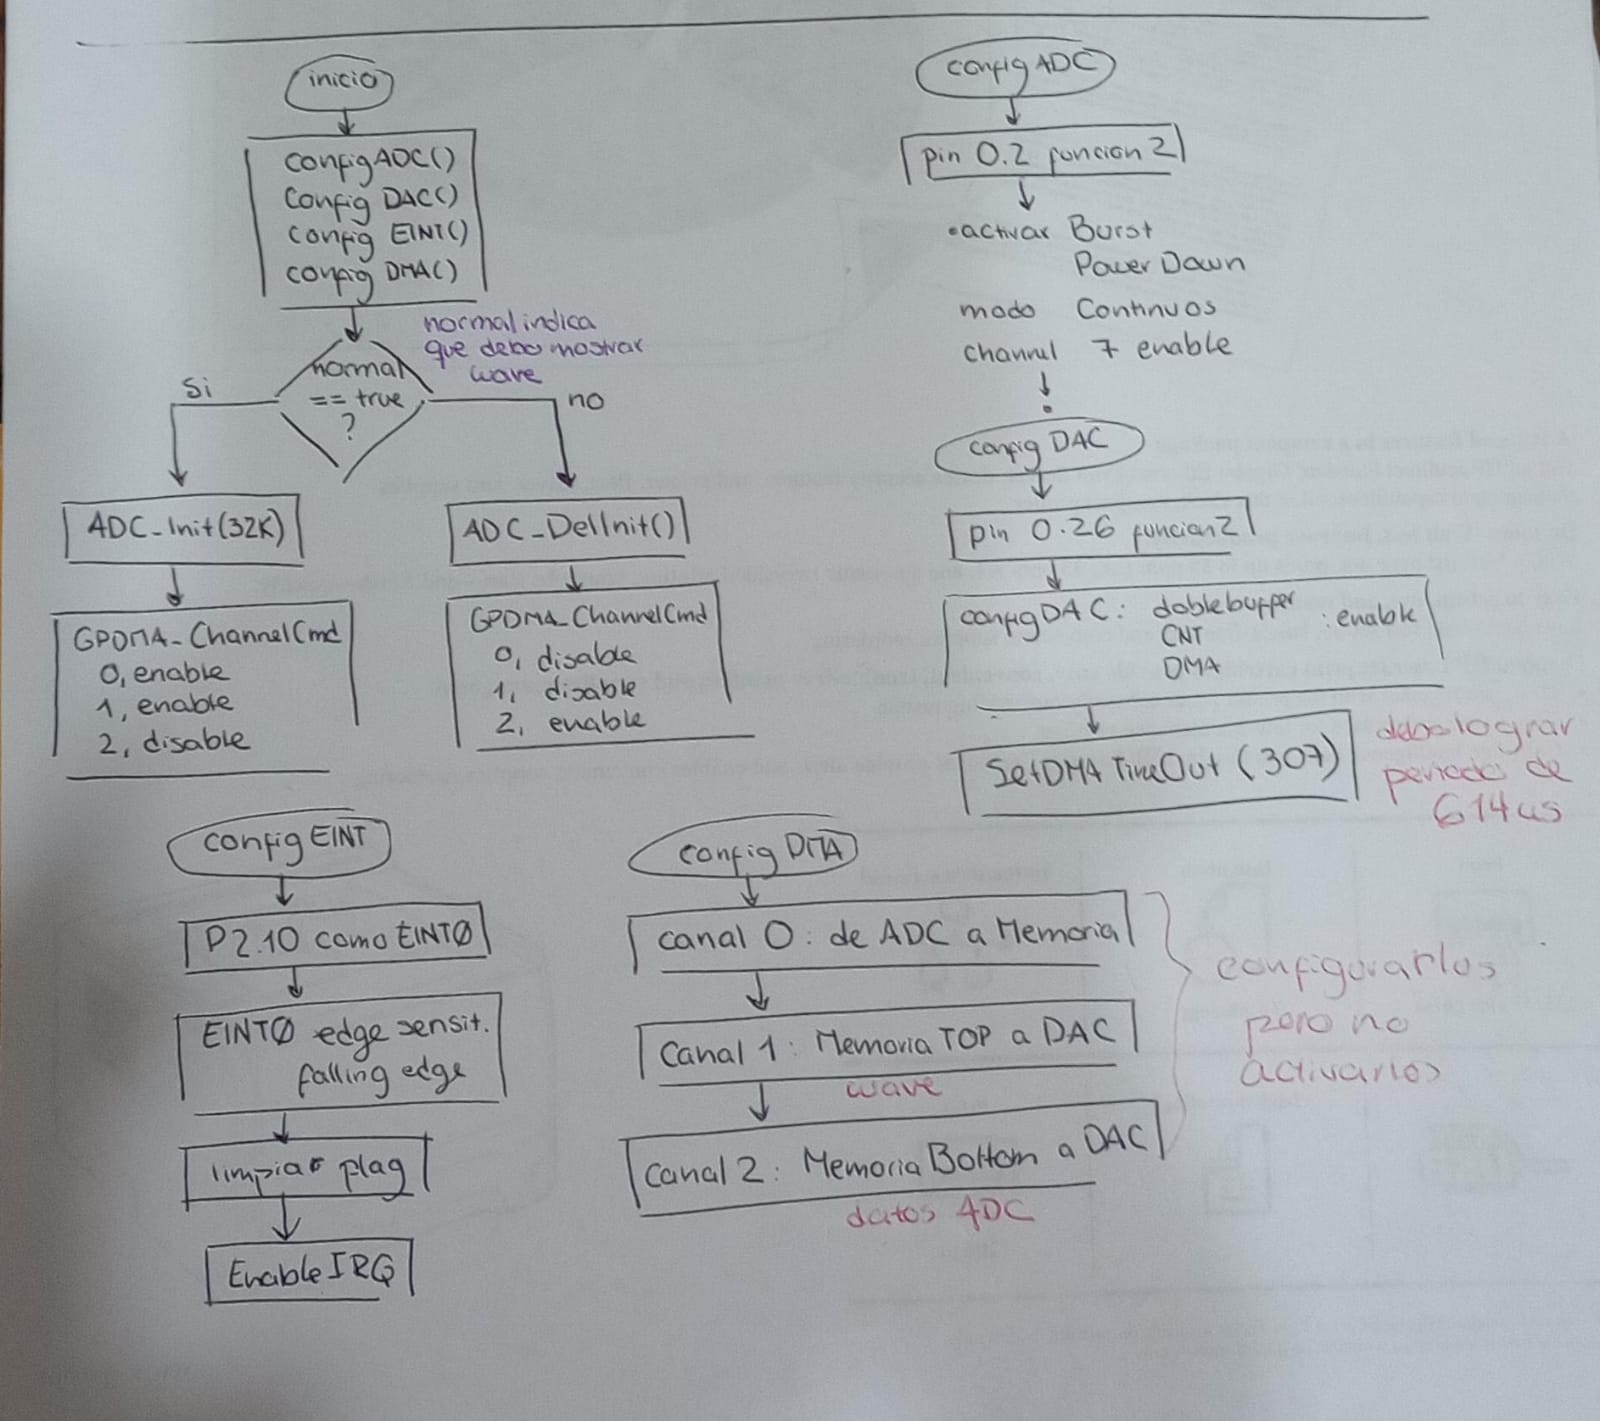 inicio
config ADC()
Config DAC()
config EINT()
config DMA()
normal indica
que debo mostrar
wave
normal
== true
?
Si
no
ADC_Init(32K)
GPDMA_ChannelCmd
0, enable
1, enable
2, disable
ADC_DeInit()
GPDMA_ChannelCmd
0, disable
1, disable
2, enable
config ADC
pin 0.2 funcion 2
• activar Burst
Power Down
modo Continuos
channel 7 enable
config DAC
pin 0.26 funcion 2
config DAC: doblebuffer
CNT
DMA
: enable
SetDMA TimeOut (307)
debo lograr
periodo de
614us
config EINT
P2.10 como EINT0
EINT0 edge sensit.
falling edge
limpiar flag
Enable IRQ
config DMA
canal 0: de ADC a Memoria
Canal 1: Memoria TOP a DAC
wave
canal 2: Memoria Bottom a DAC
datos ADC
configurarlos
pero no
activarlos